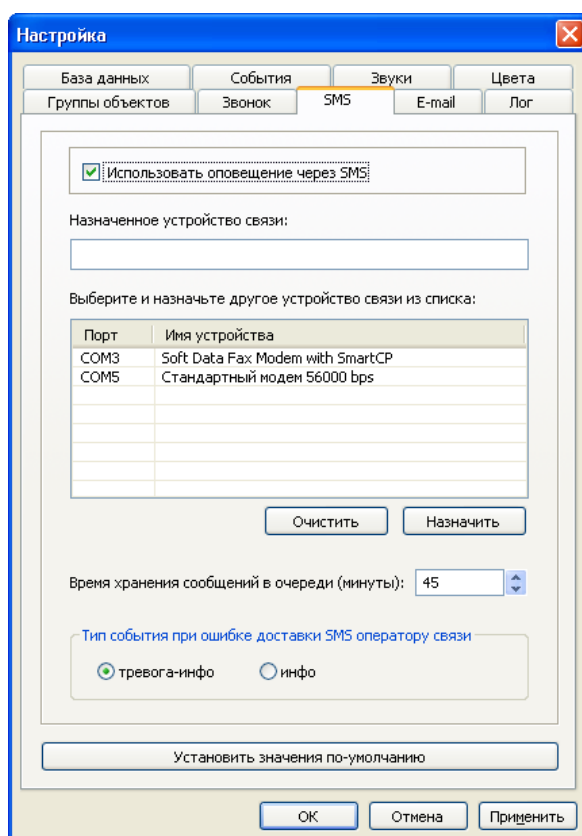 Настройка
База данных События Звуки Цвета
Группы объектов Звонок SMS E-mail Лог
Использовать оповещение через SMS
Назначенное устройство связи:
Выберите и назначьте другое устройство связи из списка:
Порт Имя устройства
COM3 Soft Data Fax Modem with SmartCP
COM5 Стандартный модем 56000 bps
Очистить Назначить
Время хранения сообщений в очереди (минуты): 45
Тип события при ошибке доставки SMS оператору связи
тревога-инфо инфо
Установить значения по-умолчанию
ОК Отмена Применить